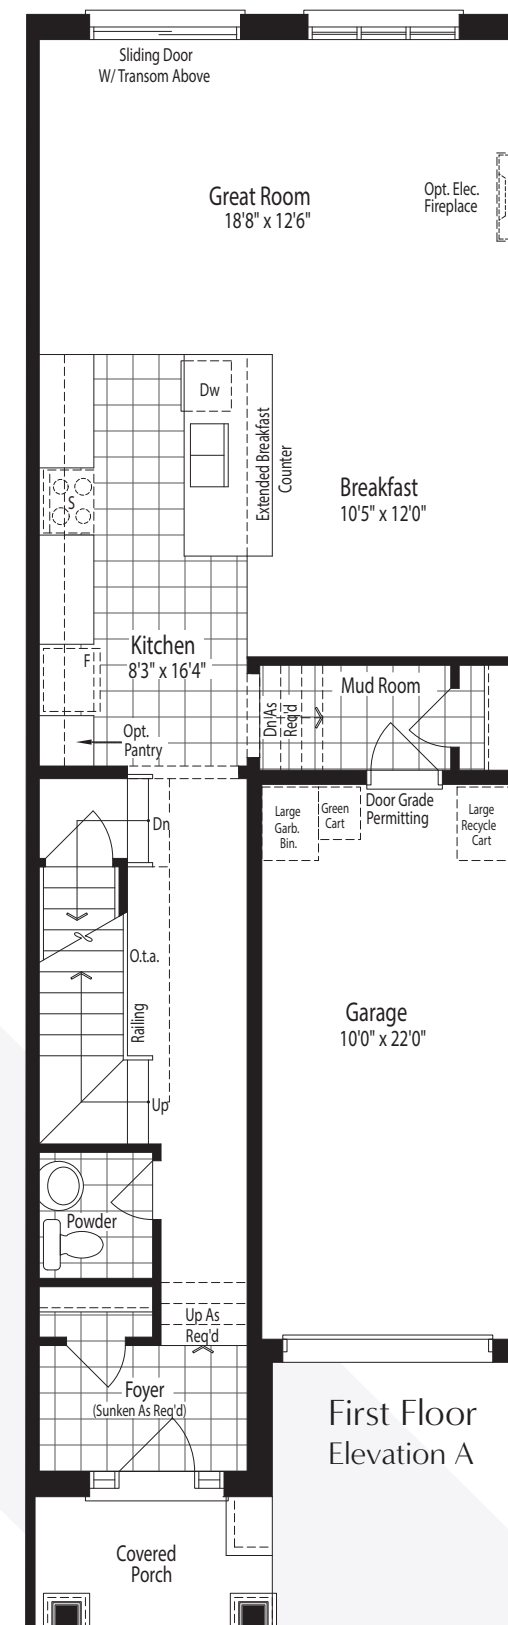 Sliding Door
W/ Transom Above
Great Room
18'8" x 12'6"
Opt. Elec.
Fireplace
Dw
Extended Breakfast
Counter
S
Breakfast
10'5" x 12'0"
Kitchen
8'3" x 16'4"
F
Opt.
Pantry
Dn As
Req'd
Mud Room
Door Grade
Permitting
Large
Garb.
Bin.
Green
Cart
Large
Recycle
Cart
Dn
O.t.a.
Railing
Up
Garage
10'0" x 22'0"
Powder
Up As
Req'd
Foyer
(Sunken As Req'd)
First Floor
Elevation A
Covered
Porch